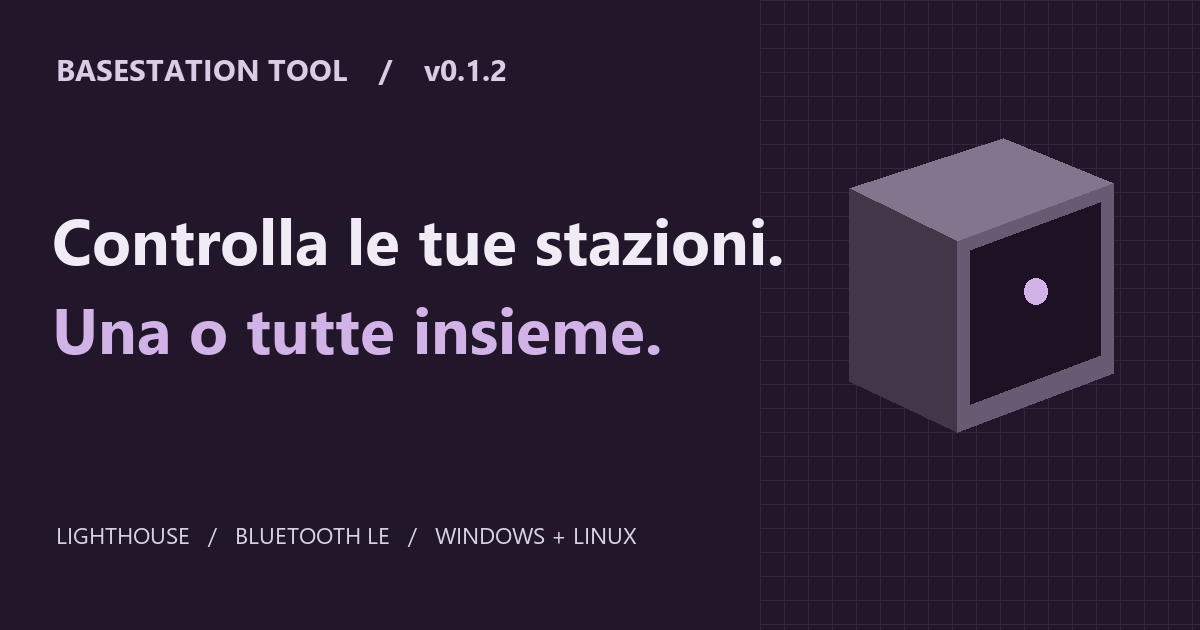 BASESTATION TOOL / v0.1.2
Controlla le tue stazioni.
Una o tutte insieme.
LIGHTHOUSE / BLUETOOTH LE / WINDOWS + LINUX